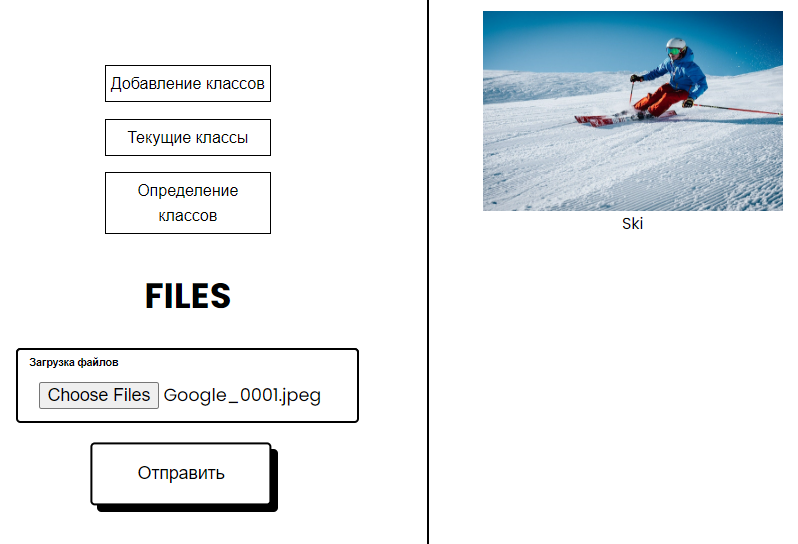 Добавление классов
Текущие классы
Определение
классов
FILES
Загрузка файлов
Choose Files Google_0001.jpeg
Отправить
Ski